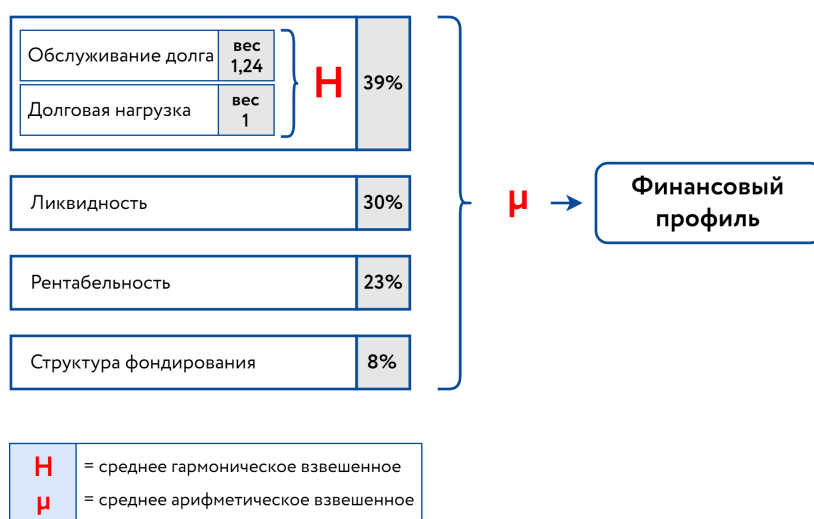 Обслуживание долга
вес
1,24
Долговая нагрузка
вес
1
H
39%
Ликвидность
30%
Рентабельность
23%
Структура фондирования
8%
μ
Финансовый
профиль
H = среднее гармоническое взвешенное
μ = среднее арифметическое взвешенное